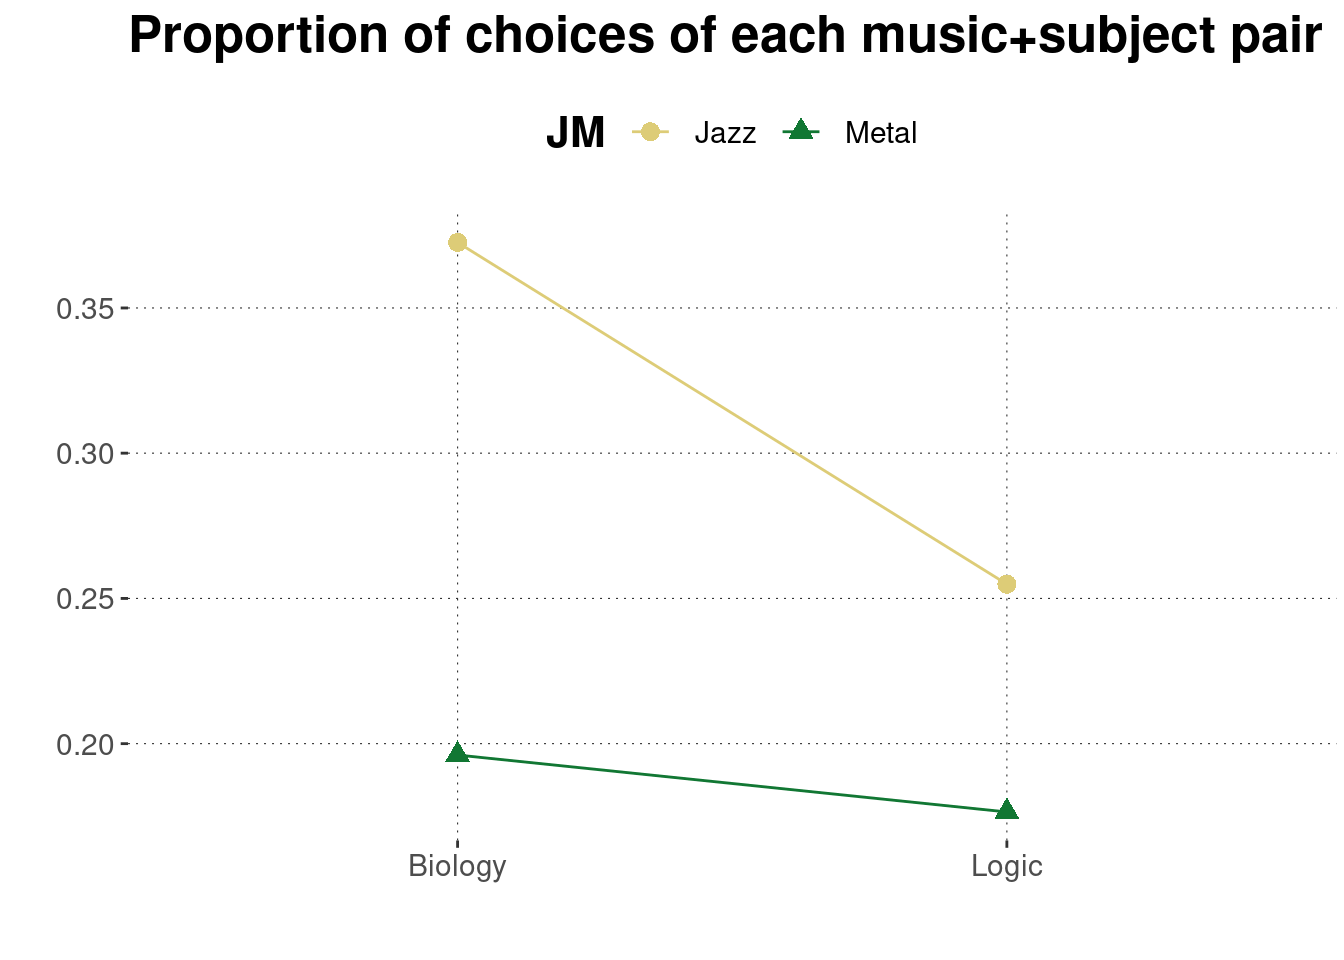 Proportion of choices of each music+subject pair
JM Jazz Metal
0.35
0.30
0.25
0.20
Biology Logic